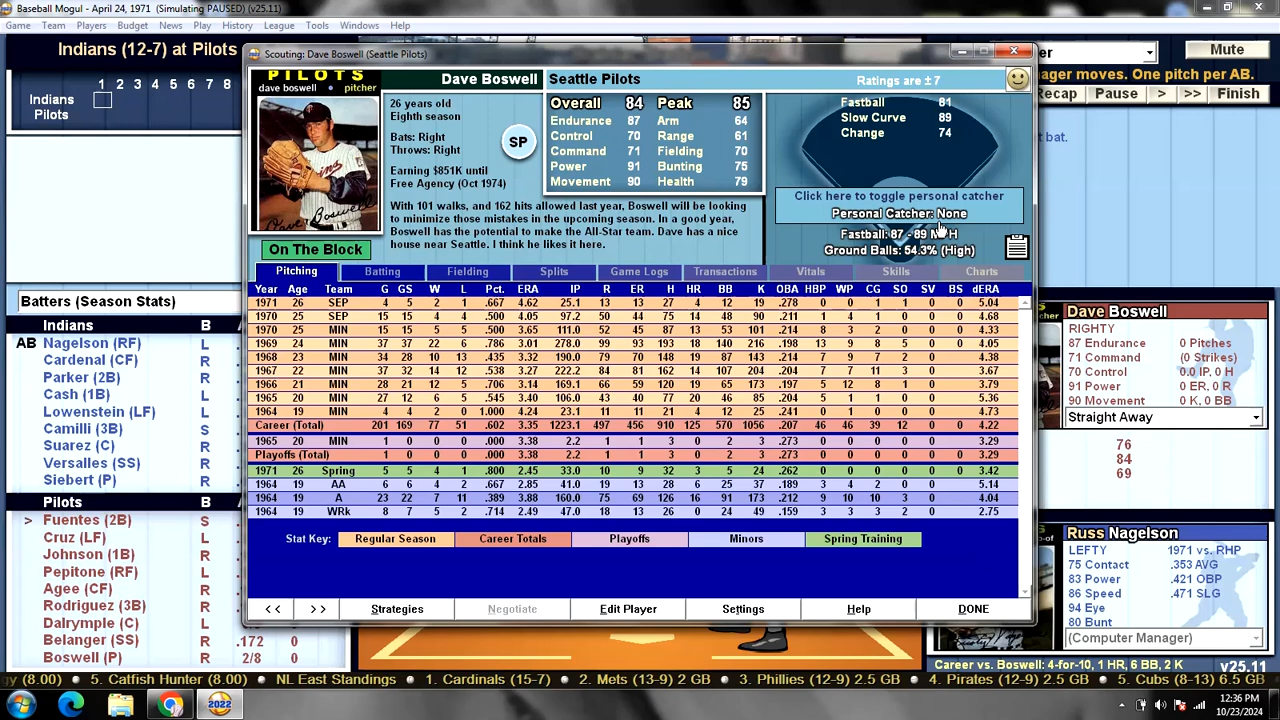 Baseball Mogul - April 24, 1971 (Simulating PAUSED) (v25.11)
Game Team Players Budget News Play History League Tools Windows Help
Indians (12-7) at Pilots
1 2 3 4 5 6 7 8
Indians
Pilots
Mute
nager moves. One pitch per AB.
Recap Pause > >> Finish
t bat.
Scouting: Dave Boswell (Seattle Pilots)
PILOTS
dave boswell • pitcher
Dave Boswell
Seattle Pilots
Ratings are ± 7
26 years old
Eighth season
Bats: Right
Throws: Right
Earning $851K until
Free Agency (Oct 1974)
SP
Overall 84 Peak 85
Endurance 87 Arm 64
Control 70 Range 61
Command 71 Fielding 70
Power 91 Bunting 75
Movement 90 Health 79
Fastball 81
Slow Curve 89
Change 74
Click here to toggle personal catcher
Personal Catcher: None
Fastball: 87 - 89 M H
Ground Balls: 54.3% (High)
With 101 walks, and 162 hits allowed last year, Boswell will be looking
to minimize those mistakes in the upcoming season. In a good year,
Boswell has the potential to make the All-Star team. Dave has a nice
house near Seattle. I think he likes it here.
On The Block
Pitching Batting Fielding Splits Game Logs Transactions Vitals Skills Charts
Year Age Team G GS W L Pct. ERA IP R ER H HR BB K OBA HBP WP CG SO SV BS dERA
1971 26 SEP 4 5 2 1 .667 4.62 25.1 13 13 27 4 12 19 .278 0 0 1 1 0 0 5.04
1970 25 SEP 15 15 4 4 .500 4.05 97.2 50 44 75 14 48 90 .211 1 4 1 0 0 0 4.68
1970 25 MIN 15 15 5 5 .500 3.65 111.0 52 45 87 13 53 101 .214 8 3 2 0 0 0 4.33
1969 24 MIN 37 37 22 6 .786 3.01 278.0 99 93 193 18 140 216 .198 13 9 8 5 0 0 4.05
1968 23 MIN 34 28 10 13 .435 3.32 190.0 79 70 148 14 87 143 .214 7 9 7 2 0 0 4.38
1967 22 MIN 37 32 14 12 .538 3.27 222.2 84 81 162 14 107 204 .204 7 7 11 3 0 0 3.67
1966 21 MIN 28 21 12 5 .706 3.14 169.1 66 59 120 19 65 173 .197 5 12 8 1 0 0 3.79
1965 20 MIN 27 12 6 5 .545 3.40 106.0 43 40 77 20 46 85 .204 5 1 1 0 0 0 5.36
1964 19 MIN 4 4 2 0 1.000 4.24 23.1 11 11 21 4 12 25 .241 0 1 0 0 0 0 4.73
Career (Total) 201 169 77 51 .602 3.35 1223.1 497 456 910 125 570 1056 .207 46 46 39 12 0 0 4.22
1965 20 MIN 1 0 0 0 .000 3.38 2.2 1 1 3 0 2 3 .273 0 0 0 0 0 0 3.29
Playoffs (Total) 1 0 0 0 .000 3.38 2.2 1 1 3 0 2 3 .273 0 0 0 0 0 0 3.29
1971 26 Spring 5 5 4 1 .800 2.45 33.0 10 9 32 3 5 24 .262 0 0 0 0 0 0 3.42
1964 19 AA 6 6 4 2 .667 2.85 41.0 19 13 28 6 25 37 .189 3 4 2 0 0 0 5.14
1964 19 A 23 22 7 11 .389 3.88 160.0 75 69 126 16 91 173 .212 9 10 10 3 0 0 4.04
1964 19 WRk 8 7 5 2 .714 2.49 47.0 18 13 26 0 24 49 .159 3 3 3 2 0 0 2.75
Stat Key: Regular Season Career Totals Playoffs Minors Spring Training
<< >> Strategies Negotiate Edit Player Settings Help DONE
Batters (Season Stats)
Indians B
AB Nagelson (RF) L
Cardenal (CF) R
Parker (2B) R
Cash (1B) L
Lowenstein (LF) L
Camilli (3B) R
Suarez (C) R
Versalles (SS) R
Siebert (P) R
Pilots B
> Fuentes (2B) S
Cruz (LF) L
Johnson (1B) R
Pepitone (RF) L
Agee (CF) R
Rodriguez (3B) R
Dalrymple (C) L
Belanger (SS) R .172 0
Boswell (P) R 2/8 0
Dave Boswell
RIGHTY
87 Endurance 0 Pitches
71 Command (0 Strikes)
70 Control 0.0 IP, 0 H
91 Power 0 ER, 0 R
90 Movement 0 K, 0 BB
Straight Away
76
84
69
Russ Nagelson
LEFTY 1971 vs. RHP
75 Contact .353 AVG
83 Power .421 OBP
86 Speed .471 SLG
94 Eye
80 Bunt
(Computer Manager)
Career vs. Boswell: 4-for-10, 1 HR, 6 BB, 2 K
v25.11
gy (8.00) • 5. Catfish Hunter (8.00) NL East Standings • 1. Cardinals (15-7) • 2. Mets (13-9) 2 GB • 3. Phillies (12-9) 2.5 GB • 4. Pirates (12-9) 2.5 GB • 5. Cubs (8-13) 6.5 GB
2022
12:36 PM
10/23/2024